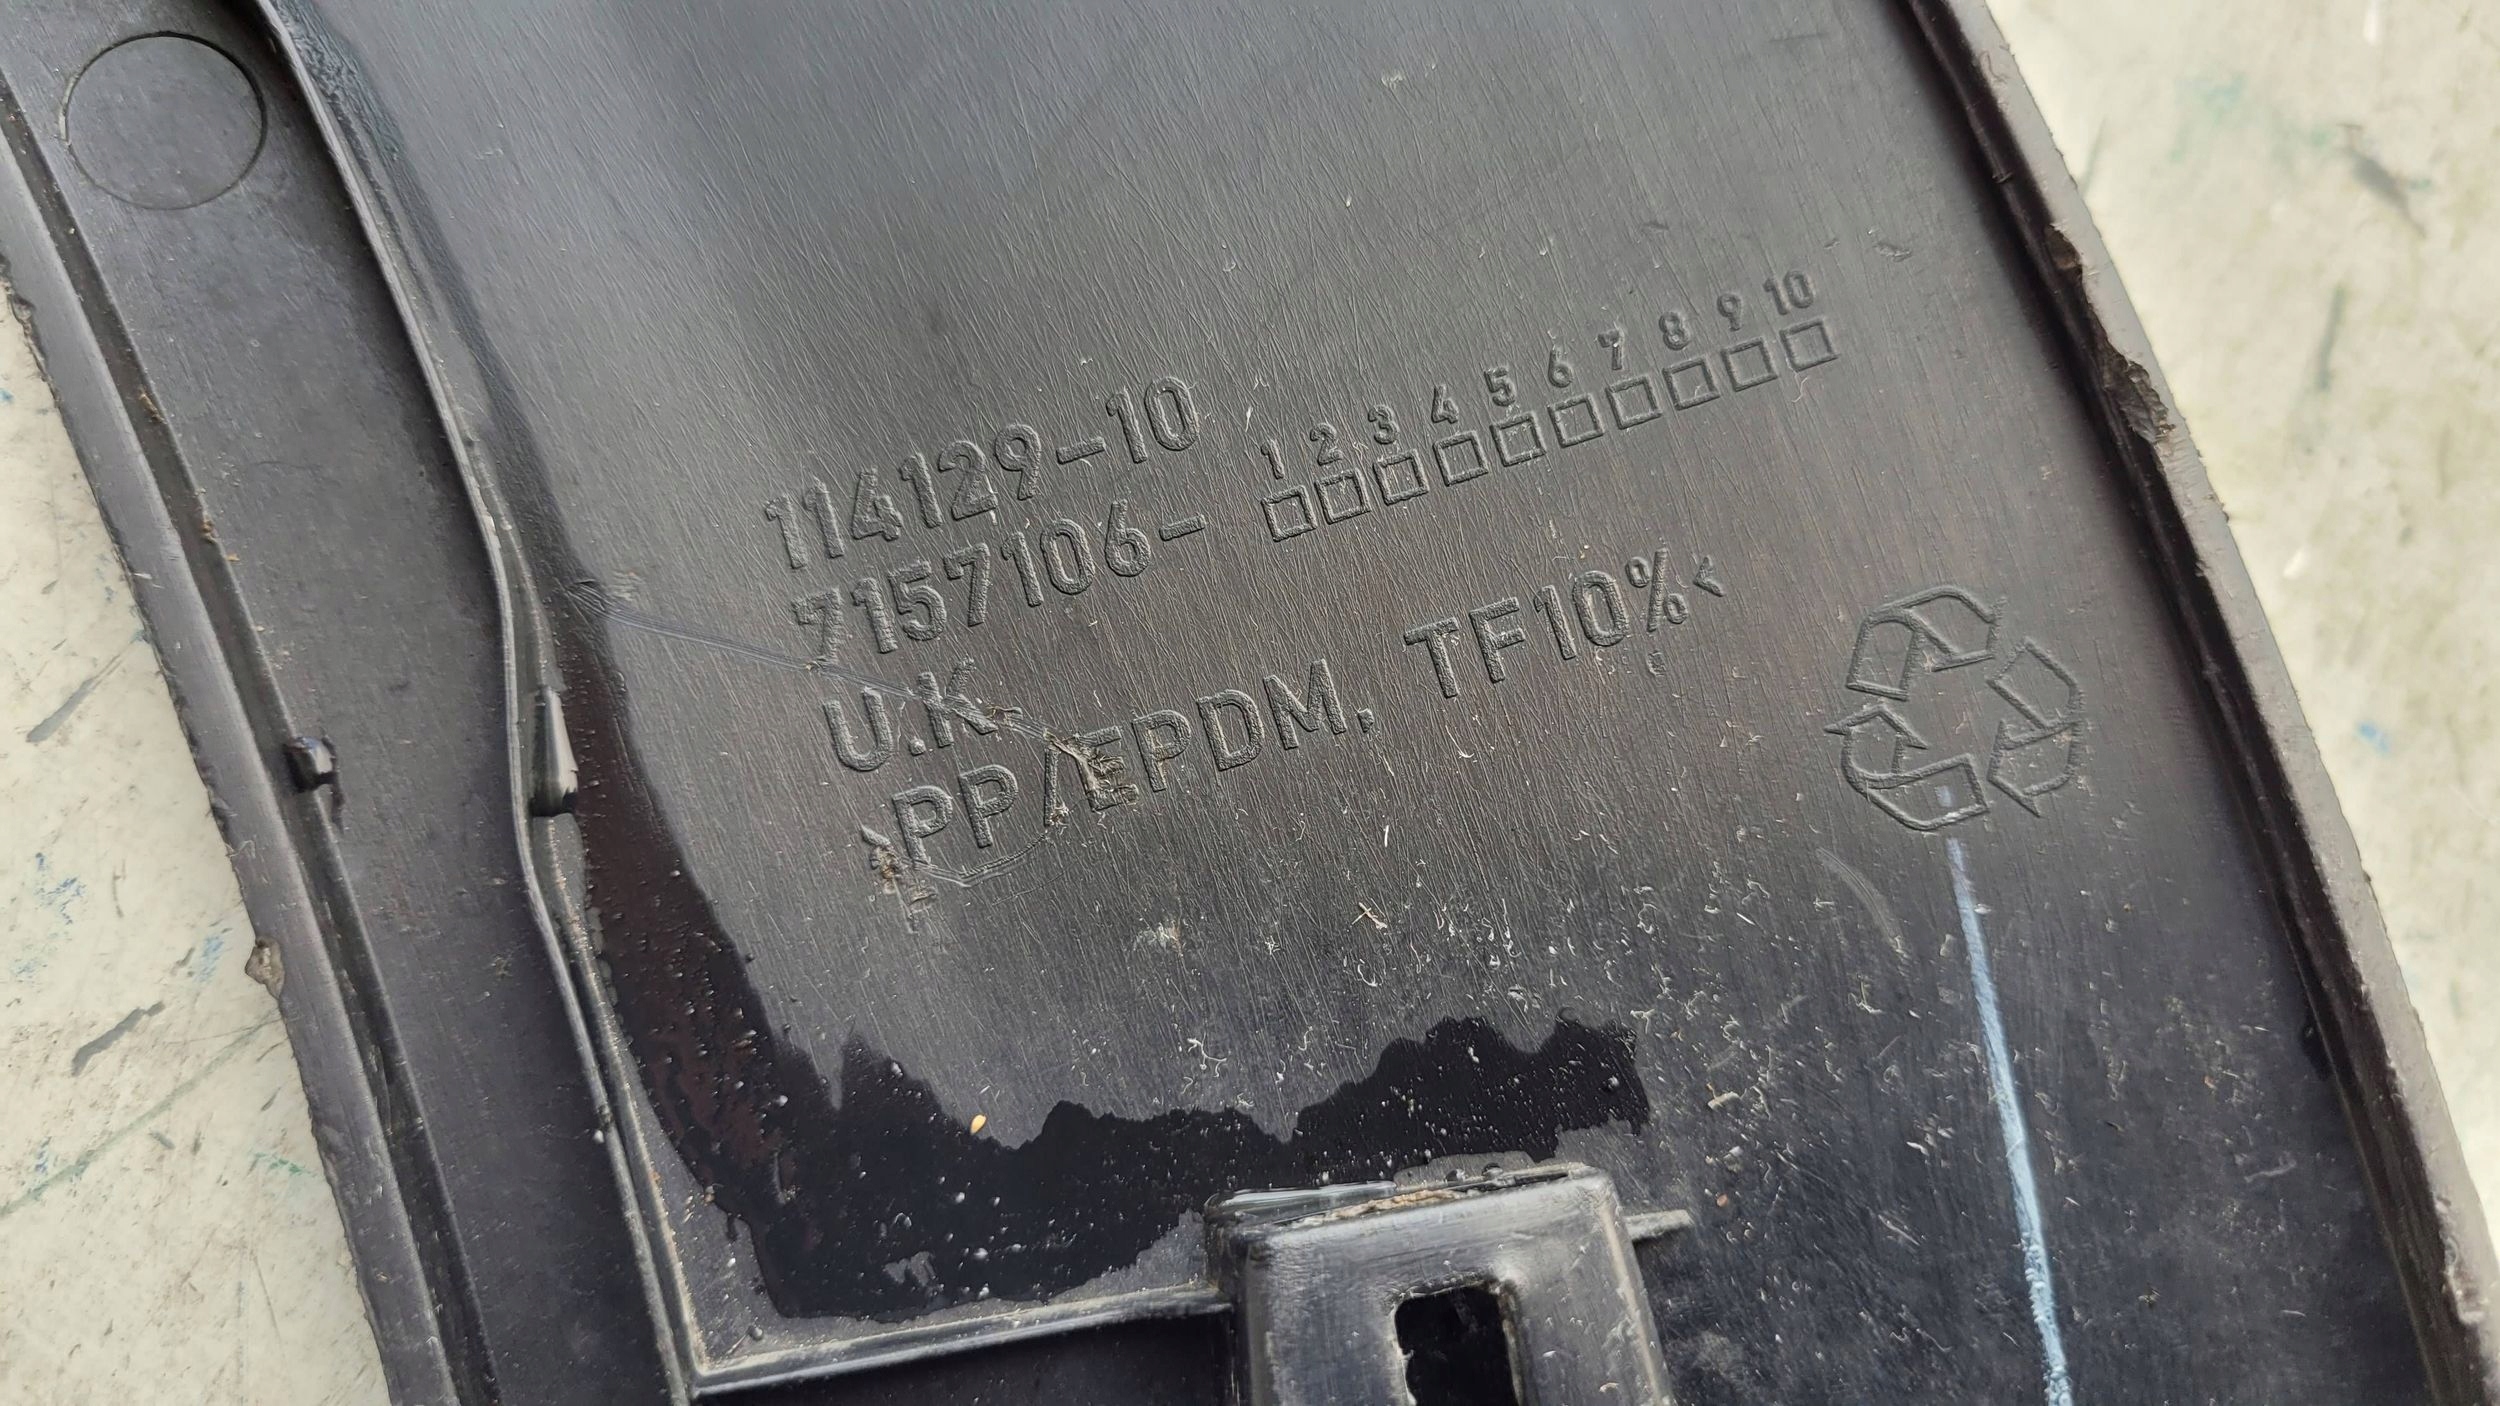 114129-10
7157106- 1 2 3 4 5 6 7 8 9 10
U.K.
>PP/EPDM, TF10%<